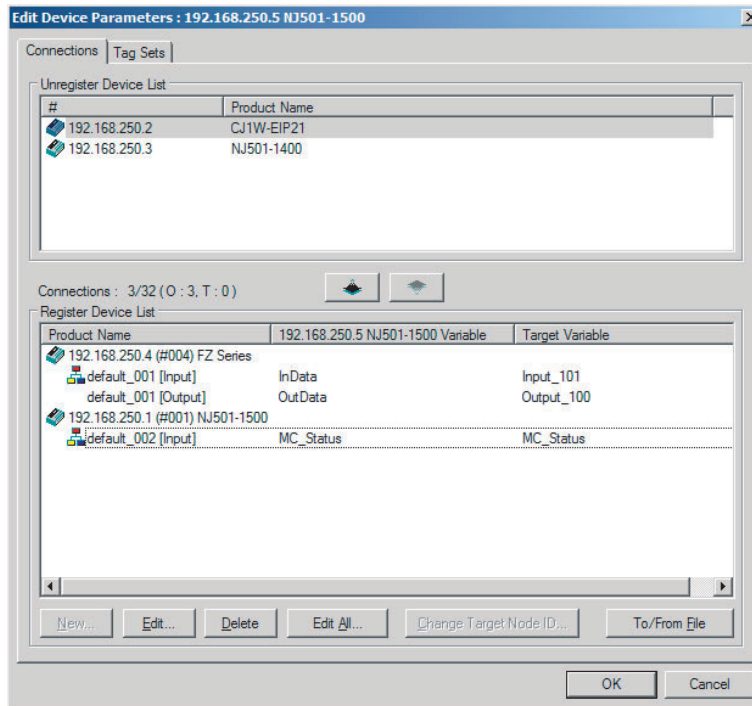 Edit Device Parameters : 192.168.250.5 NJ501-1500
Connections Tag Sets
Unregister Device List
# Product Name
192.168.250.2 CJ1W-EIP21
192.168.250.3 NJ501-1400
Connections : 3/32 ( O : 3, T : 0 )
Register Device List
Product Name 192.168.250.5 NJ501-1500 Variable Target Variable
192.168.250.4 (#004) FZ Series
default_001 [Input] InData Input_101
default_001 [Output] OutData Output_100
192.168.250.1 (#001) NJ501-1500
default_002 [Input] MC_Status MC_Status
New... Edit... Delete Edit All... Change Target Node ID... To/From File
OK Cancel